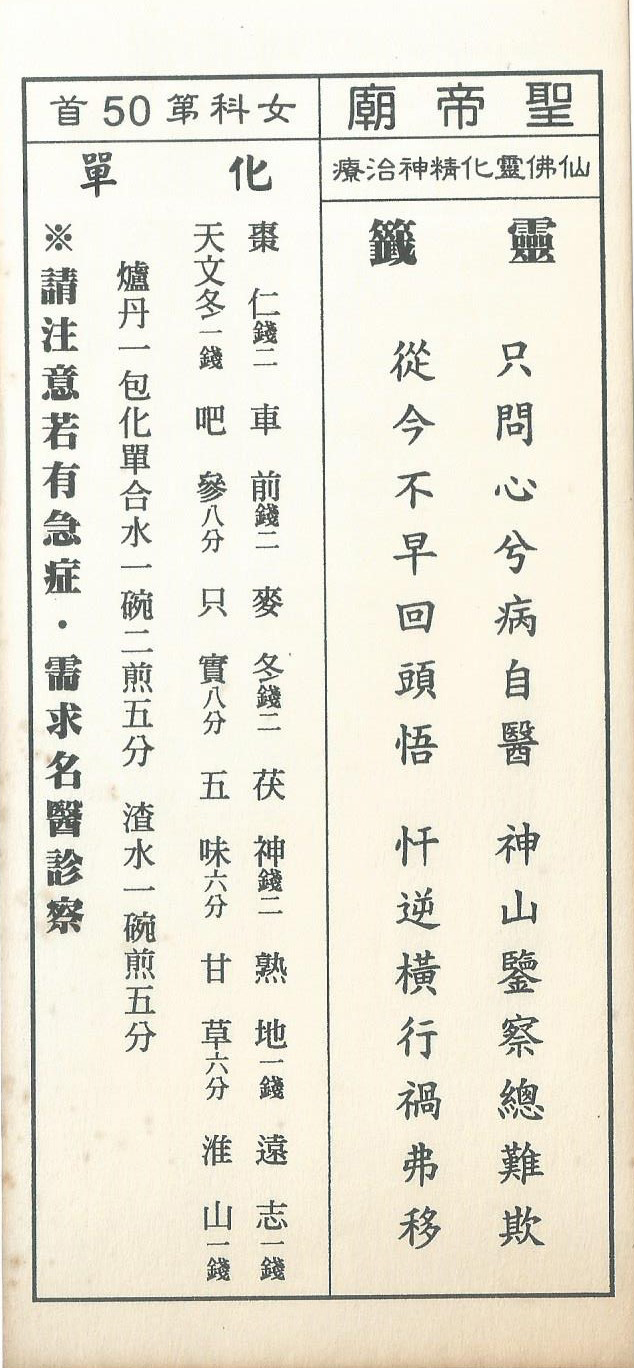 聖帝廟
仙佛靈化精神治療
靈籤
只問心兮病自醫　神山鑒察總難欺
從今不早回頭悟　忤逆橫行禍弗移
女科第50首
化單
棗仁錢二　車前錢二　麥冬錢二　茯神錢二　熟地一錢　遠志一錢
天文冬一錢　吧參八分　只實八分　五味六分　甘草六分　淮山一錢
爐丹一包化單合水一碗二煎五分　渣水一碗煎五分
※請注意若有急症・需求名醫診察